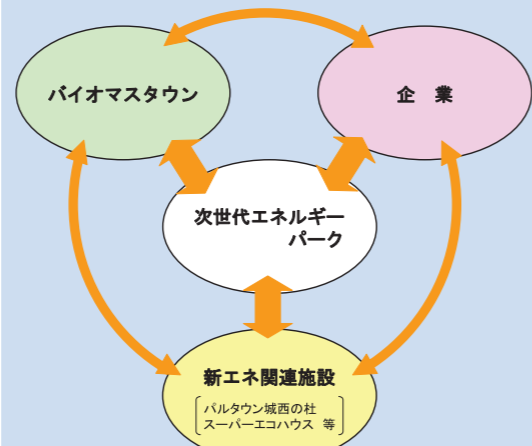 バイオマスタウン
企　業
次世代エネルギー
パーク
新エネ関連施設
パルタウン城西の杜
スーパーエコハウス 等